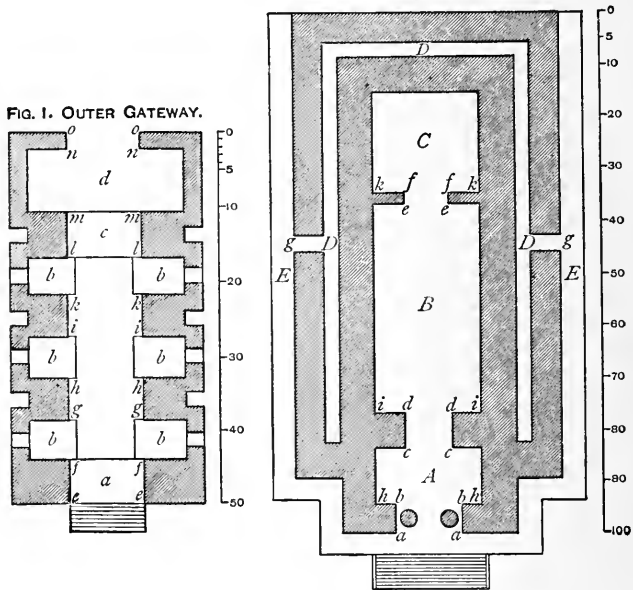 FIG. 1. OUTER GATEWAY.
o o
n n
d
m m
c
l l
b b
k k
i i
b b
h h
g g
b b
f f
a
e e
0
5
10
20
30
40
50
D
C
k f f k
e e
g D D g
E E
B
i d d i
c c
A
h b b h
a a
0
5
10
20
30
40
50
60
70
80
90
100